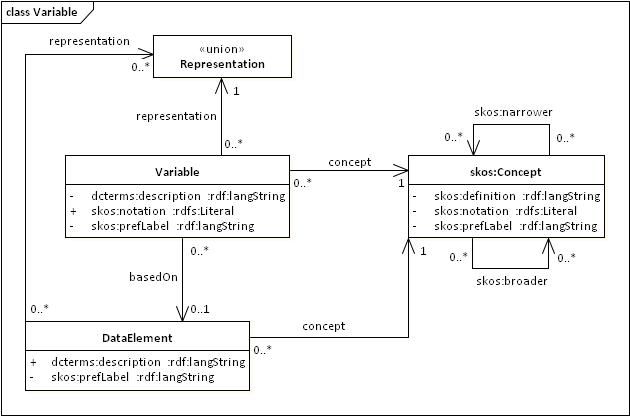 class Variable
representation
0..*
«union»
Representation
1
representation
0..*
skos:narrower
0..*
0..*
Variable
- dcterms:description :rdf:langString
+ skos:notation :rdfs:Literal
- skos:prefLabel :rdf:langString
concept
0..*
1
skos:Concept
- skos:definition :rdf:langString
- skos:notation :rdfs:Literal
- skos:prefLabel :rdf:langString
0..*
basedOn
0..1
1
0..*
0..*
skos:broader
0..*
DataElement
+ dcterms:description :rdf:langString
- skos:prefLabel :rdf:langString
concept
0..*